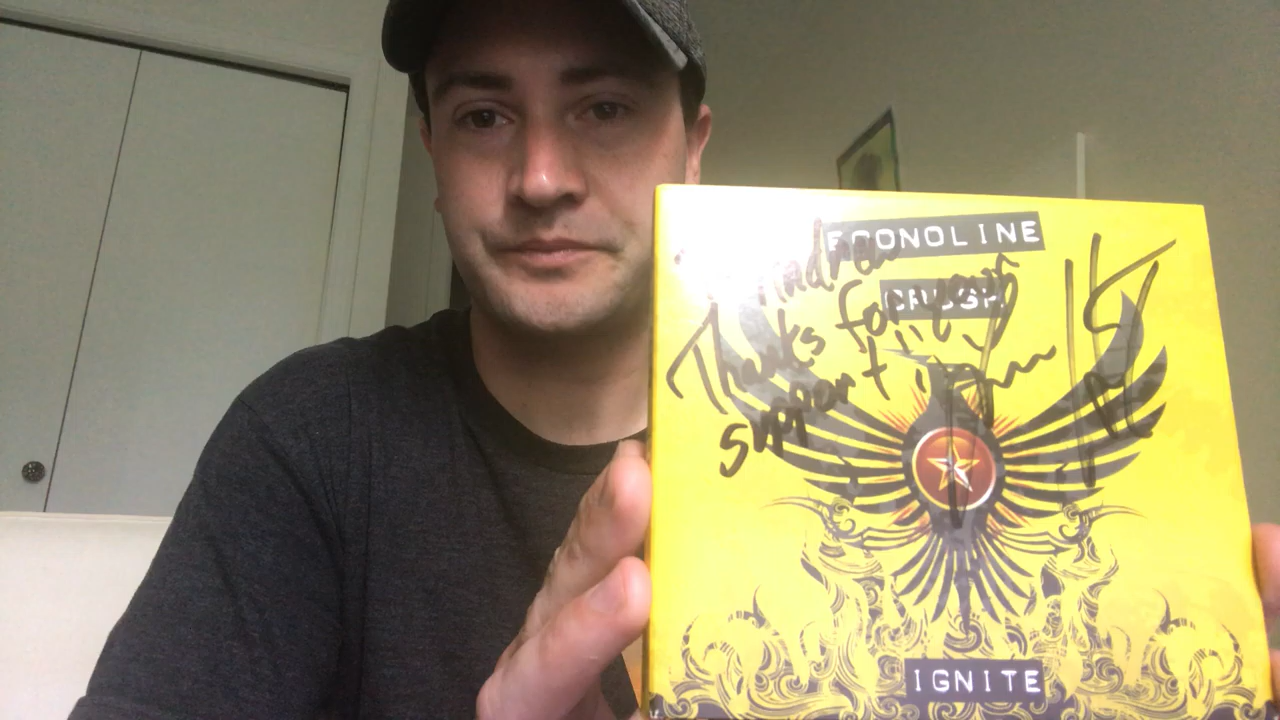 ECONOLINE
CRUSH
Andrew
Thanks for your
support!!
IGNITE